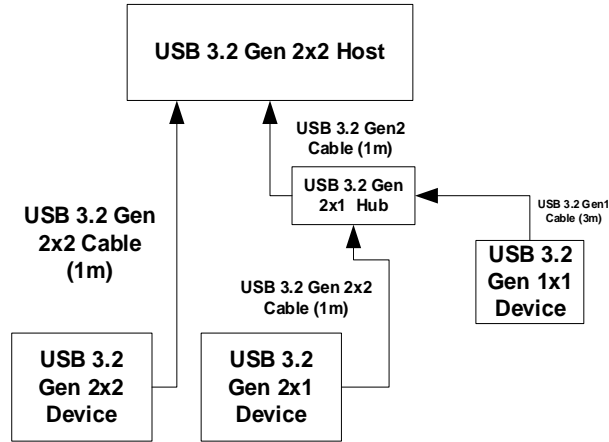 USB 3.2 Gen 2x2 Host
USB 3.2 Gen2
Cable (1m)
USB 3.2 Gen
2x1 Hub
USB 3.2 Gen1
Cable (3m)
USB 3.2 Gen
2x2 Cable
(1m)
USB 3.2 Gen 2x2
Cable (1m)
USB 3.2
Gen 1x1
Device
USB 3.2
Gen 2x2
Device
USB 3.2
Gen 2x1
Device